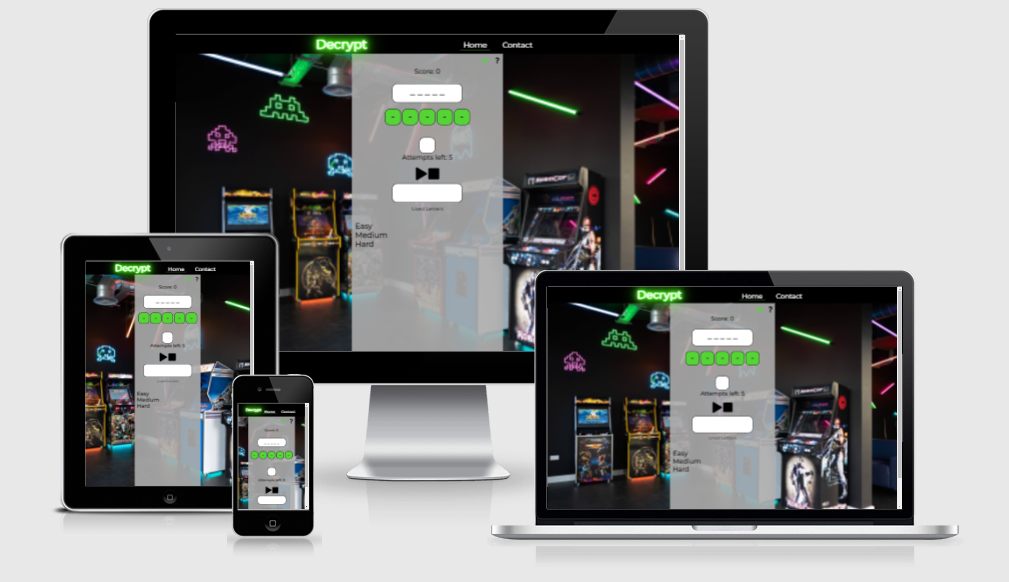 Decrypt Home Contact
?
Score: 0
_ _ _ _ _
- - - - -
Attempts left: 5
Used Letters
Easy
Medium
Hard
Decrypt Home Contact
?
Score: 0
_ _ _ _ _
- - - - -
Attempts left: 5
Easy
Medium
Hard
Decrypt Home Contact
?
Score: 0
_ _ _ _ _
- - - - -
Attempts left: 5
Decrypt Home Contact
?
Score: 0
_ _ _ _ _
- - - - -
Attempts left: 5
Used Letters
Easy
Medium
Hard